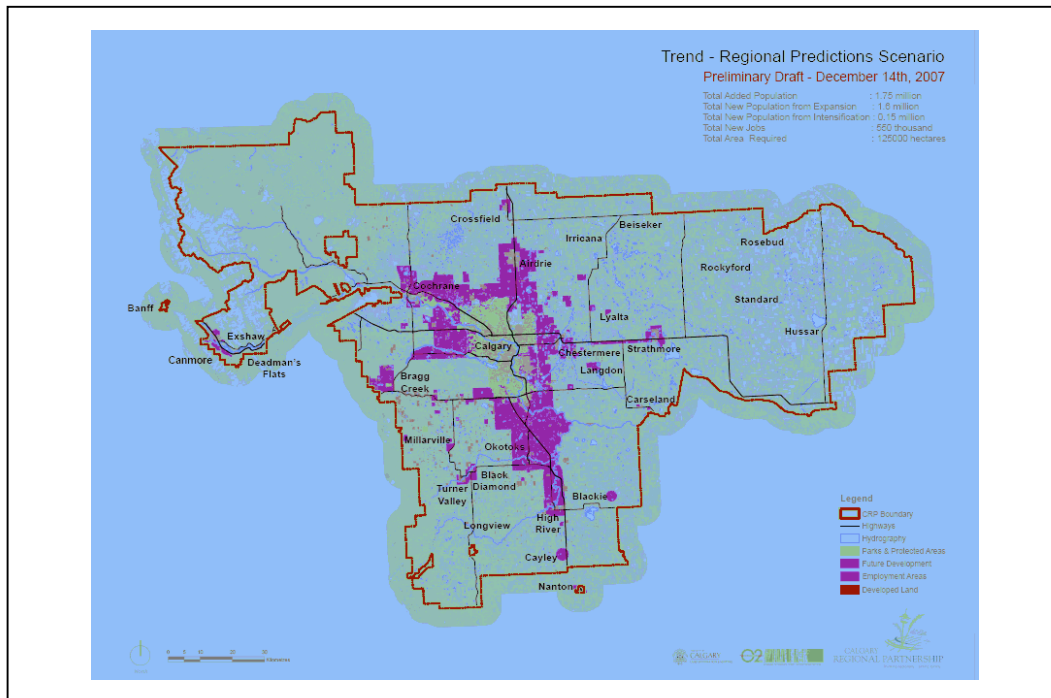 Trend - Regional Predictions Scenario
Preliminary Draft - December 14th, 2007
Total Added Population : 1.75 million
Total New Population from Expansion : 1.6 million
Total New Population from Intensification : 0.15 million
Total New Jobs : 550 thousand
Total Area Required : 125000 hectares
Crossfield
Beiseker
Irricana
Rosebud
Airdrie
Rockyford
Cochrane
Standard
Banff
Lyalta
Hussar
Exshaw
Calgary
Chestermere
Strathmore
Canmore
Deadman's
Flats
Langdon
Bragg
Creek
Carseland
Millarville
Okotoks
Black
Diamond
Turner
Valley
Blackie
Longview
High
River
Cayley
Nanton
Legend
CRP Boundary
Highways
Hydrography
Parks & Protected Areas
Future Development
Employment Areas
Developed Land
CALGARY
O2
CALGARY
REGIONAL PARTNERSHIP